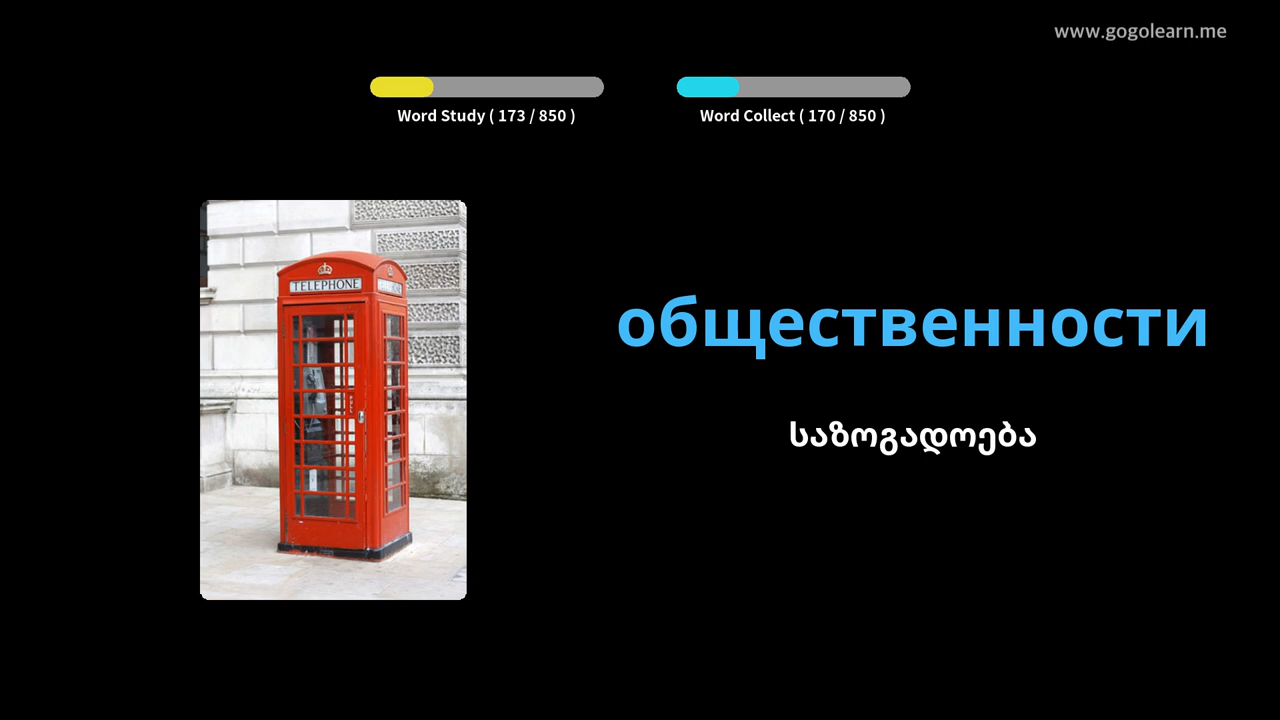 www.gogolearn.me
Word Study ( 173 / 850 )
Word Collect ( 170 / 850 )
TELEPHONE
общественности
საზოგადოება